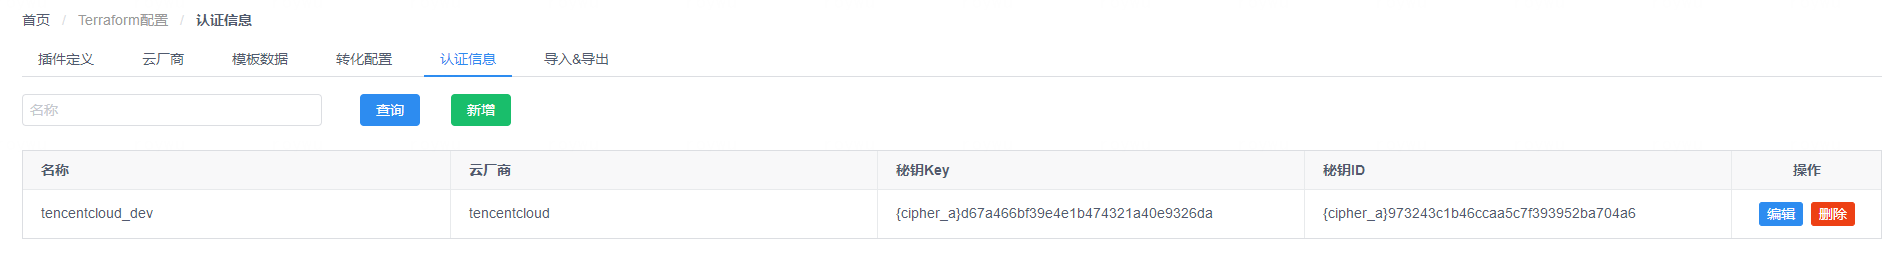 首页 / Terraform配置 / 认证信息
插件定义 云厂商 模板数据 转化配置 认证信息 导入&导出
名称 查询 新增
名称 云厂商 秘钥Key 秘钥ID 操作
tencentcloud_dev tencentcloud {cipher_a}d67a466bf39e4e1b474321a40e9326da {cipher_a}973243c1b46ccaa5c7f393952ba704a6 编辑 删除